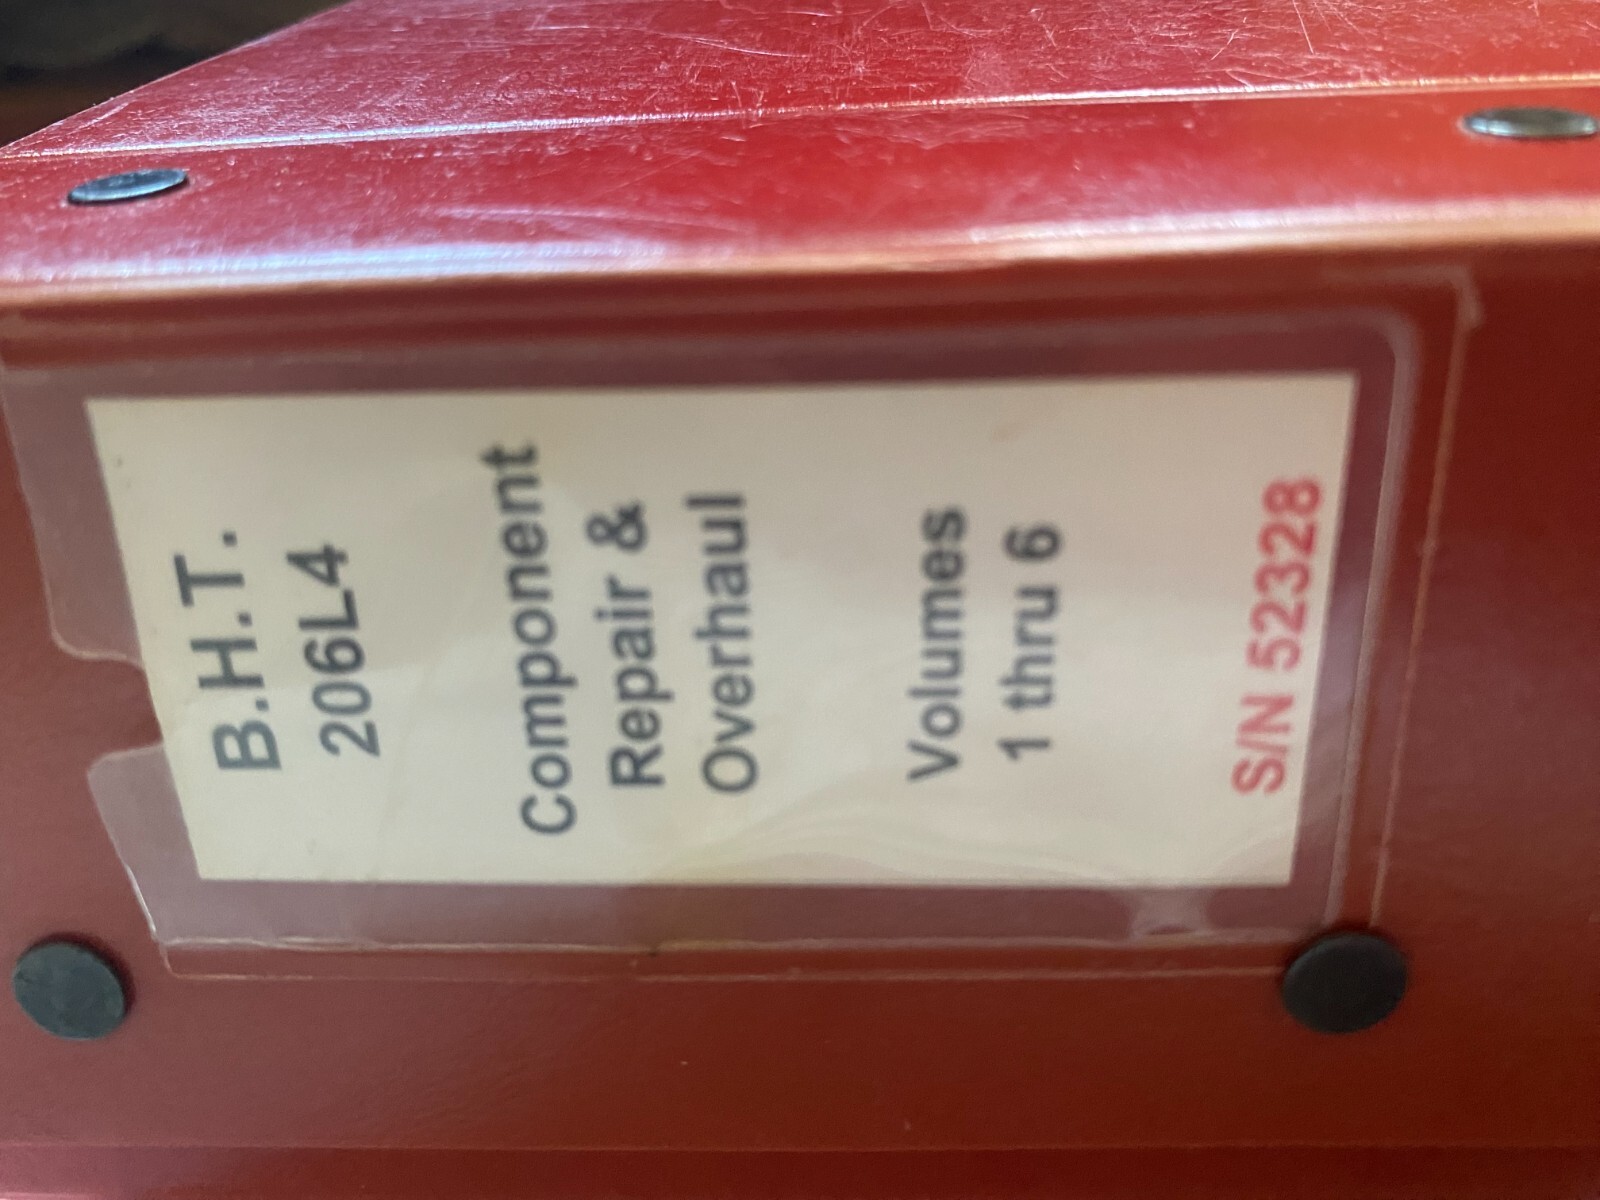 B.H.T.
206L4
Component
Repair &
Overhaul
Volumes
1 thru 6
S/N 52328